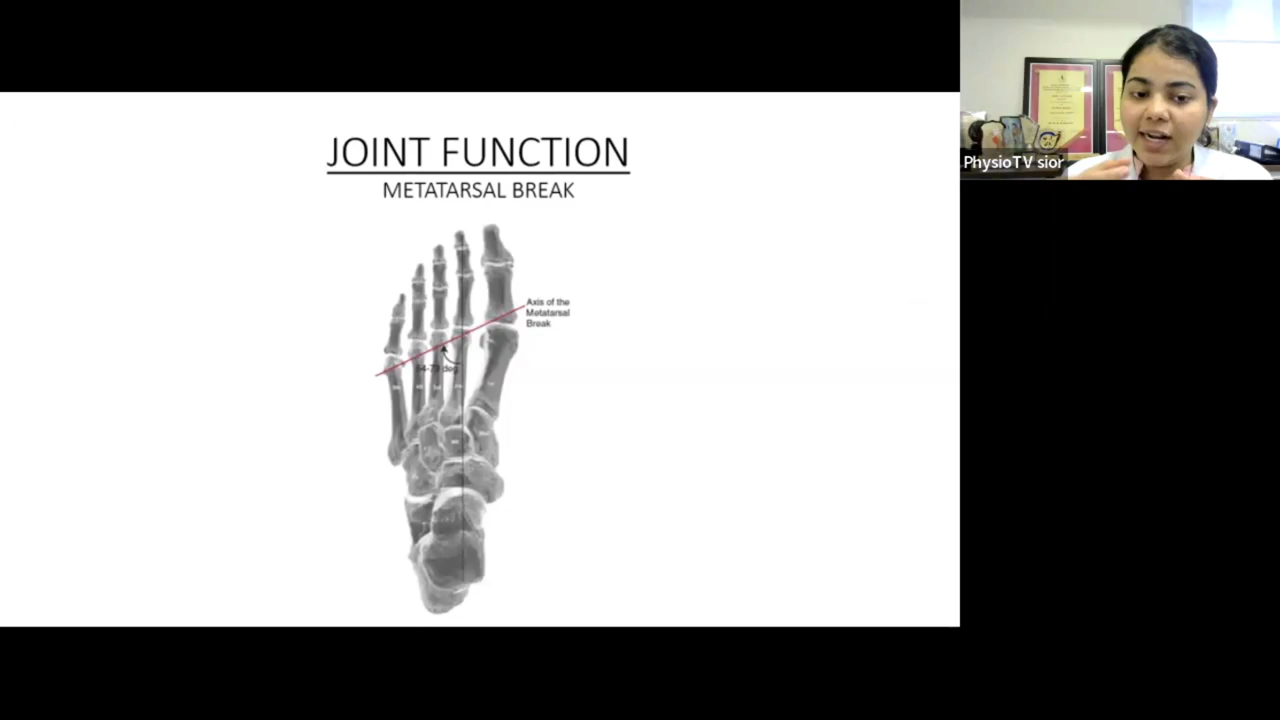 JOINT FUNCTION
METATARSAL BREAK
Axis of the
Metatarsal
Break
PhysioTV sior